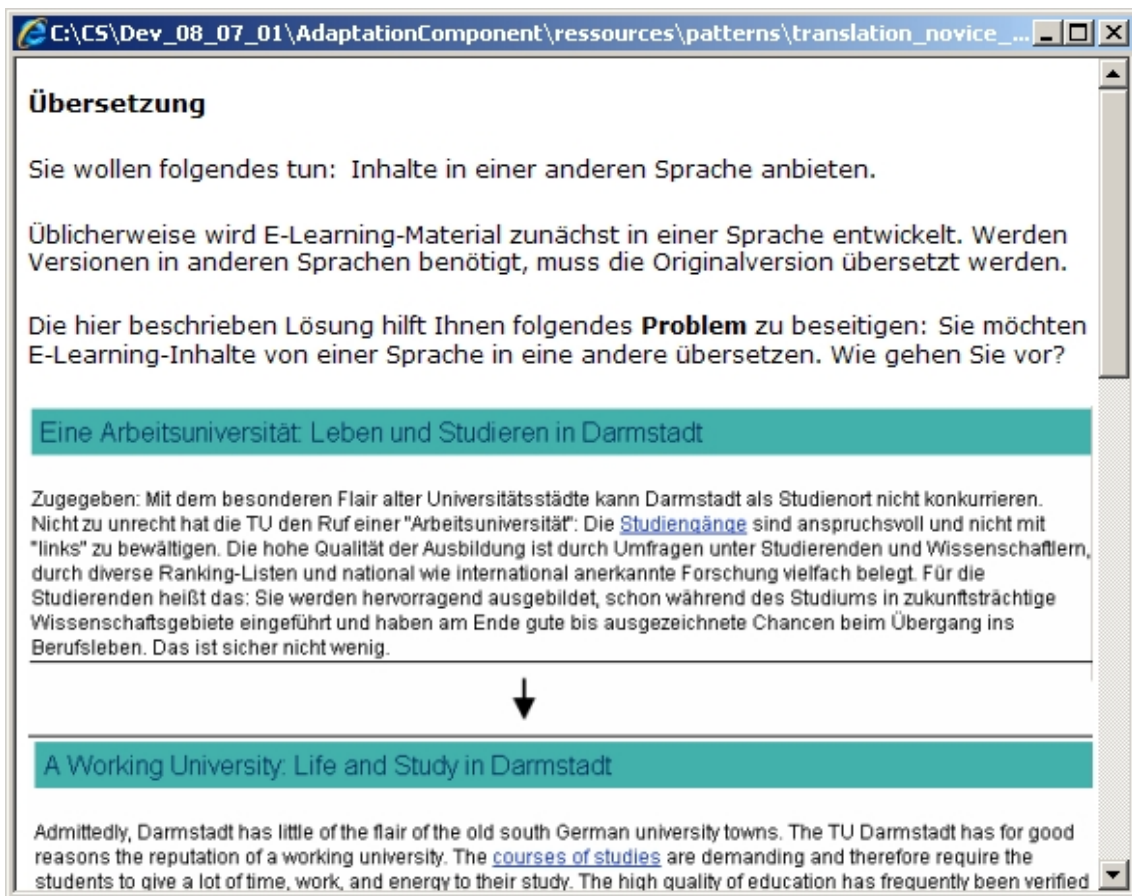 C:\CS\Dev_08_07_01\AdaptationComponent\ressources\patterns\translation_novice_...
Übersetzung
Sie wollen folgendes tun: Inhalte in einer anderen Sprache anbieten.
Üblicherweise wird E-Learning-Material zunächst in einer Sprache entwickelt. Werden
Versionen in anderen Sprachen benötigt, muss die Originalversion übersetzt werden.
Die hier beschrieben Lösung hilft Ihnen folgendes Problem zu beseitigen: Sie möchten
E-Learning-Inhalte von einer Sprache in eine andere übersetzen. Wie gehen Sie vor?
Eine Arbeitsuniversität: Leben und Studieren in Darmstadt
Zugegeben: Mit dem besonderen Flair alter Universitätsstädte kann Darmstadt als Studienort nicht konkurrieren.
Nicht zu unrecht hat die TU den Ruf einer "Arbeitsuniversität": Die Studiengänge sind anspruchsvoll und nicht mit
"links" zu bewältigen. Die hohe Qualität der Ausbildung ist durch Umfragen unter Studierenden und Wissenschaftlern,
durch diverse Ranking-Listen und national wie international anerkannte Forschung vielfach belegt. Für die
Studierenden heißt das: Sie werden hervorragend ausgebildet, schon während des Studiums in zukunftsträchtige
Wissenschaftsgebiete eingeführt und haben am Ende gute bis ausgezeichnete Chancen beim Übergang ins
Berufsleben. Das ist sicher nicht wenig.
A Working University: Life and Study in Darmstadt
Admittedly, Darmstadt has little of the flair of the old south German university towns. The TU Darmstadt has for good
reasons the reputation of a working university. The courses of studies are demanding and therefore require the
students to give a lot of time, work, and energy to their study. The high quality of education has frequently been verified